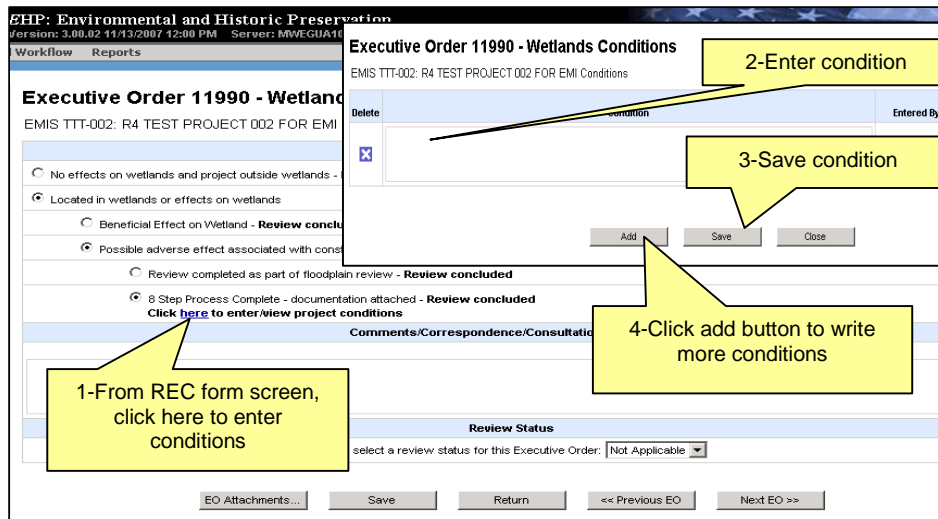 EHP: Environmental and Historic Preservation
Version: 3.00.02 11/13/2007 12:00 PM Server: MWEGUA10
Workflow Reports
Executive Order 11990 - Wetland
EMIS TTT-002: R4 TEST PROJECT 002 FOR EMI
No effects on wetlands and project outside wetlands -
Located in wetlands or effects on wetlands
Beneficial Effect on Wetland - Review conclu
Possible adverse effect associated with const
Review completed as part of floodplain review - Review concluded
8 Step Process Complete - documentation attached - Review concluded
Click here to enter/view project conditions
Comments/Correspondence/Consultatio
Review Status
select a review status for this Executive Order: Not Applicable
EO Attachments... Save Return << Previous EO Next EO >>
Executive Order 11990 - Wetlands Conditions
EMIS TTT-002: R4 TEST PROJECT 002 FOR EMI Conditions
Delete Condition Entered By
Add Save Close
1-From REC form screen,
click here to enter
conditions
2-Enter condition
3-Save condition
4-Click add button to write
more conditions